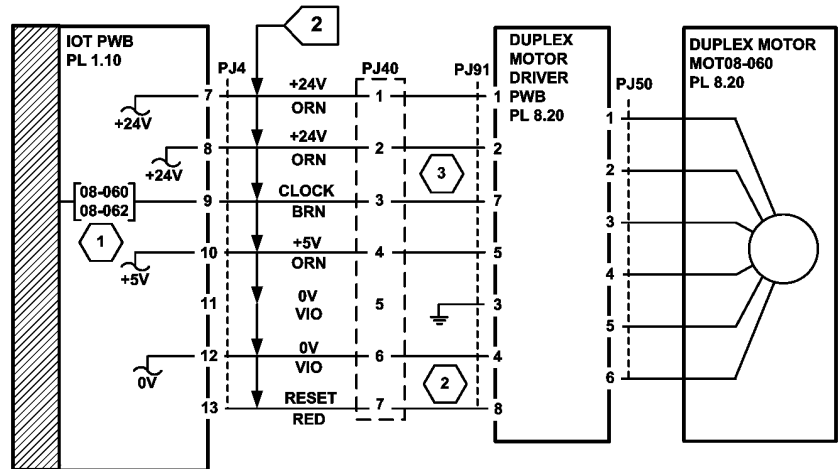 2
IOT PWB
PL 1.10
PJ4
PJ40
PJ91
DUPLEX
MOTOR
DRIVER
PWB
PL 8.20
PJ50
DUPLEX MOTOR
MOT08-060
PL 8.20
7
+24V
+24V
ORN
1
1
8
+24V
+24V
ORN
2
2
3
08-060
08-062
1
9
CLOCK
BRN
3
7
10
+5V
+5V
ORN
4
5
11
0V
VIO
5
3
12
0V
0V
VIO
6
4
2
13
RESET
RED
7
8
1
2
3
4
5
6